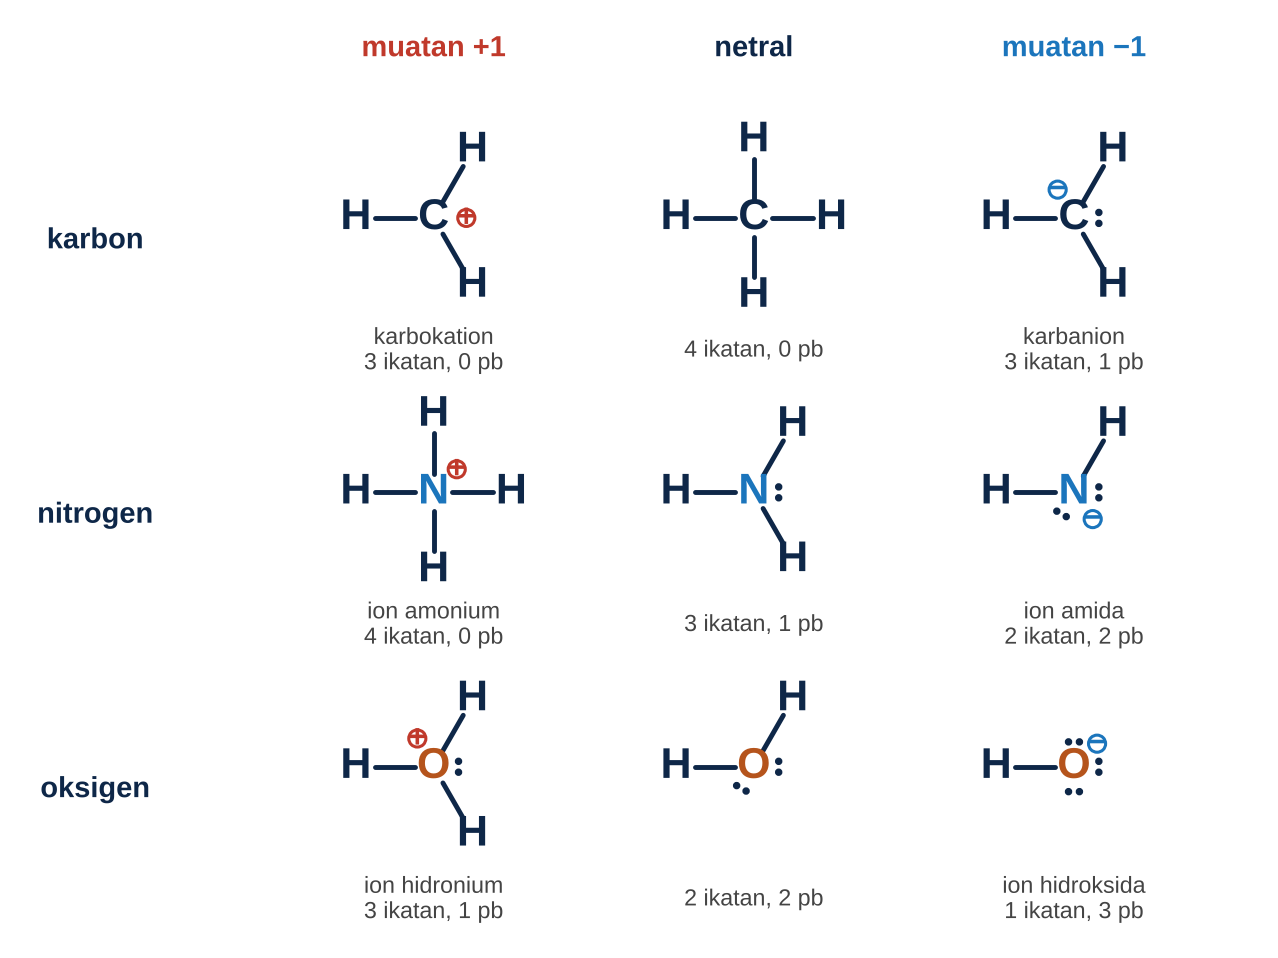 muatan +1 netral muatan −1
karbon
H
H C ⊕
H
karbokation
3 ikatan, 0 pb
H
H C H
H
4 ikatan, 0 pb
H
⊖
H C :
H
karbanion
3 ikatan, 1 pb
nitrogen
H
⊕
H N H
H
ion amonium
4 ikatan, 0 pb
H
H N :
H
3 ikatan, 1 pb
H
H N :
⊖
ion amida
2 ikatan, 2 pb
oksigen
H
⊕
H O :
H
ion hidronium
3 ikatan, 1 pb
H
H O :
2 ikatan, 2 pb
⊖
H O :
ion hidroksida
1 ikatan, 3 pb